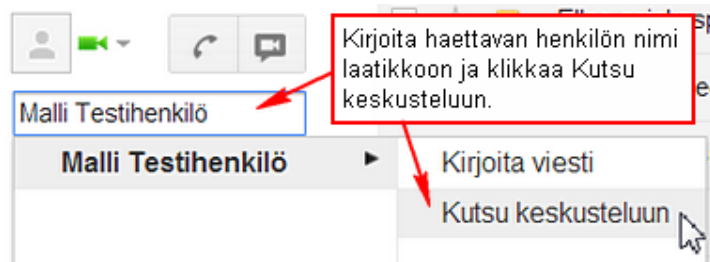 Kirjoita haettavan henkilön nimi
laatikkoon ja klikkaa Kutsu
keskusteluun.
Malli Testihenkilö
Malli Testihenkilö
Kirjoita viesti
Kutsu keskusteluun